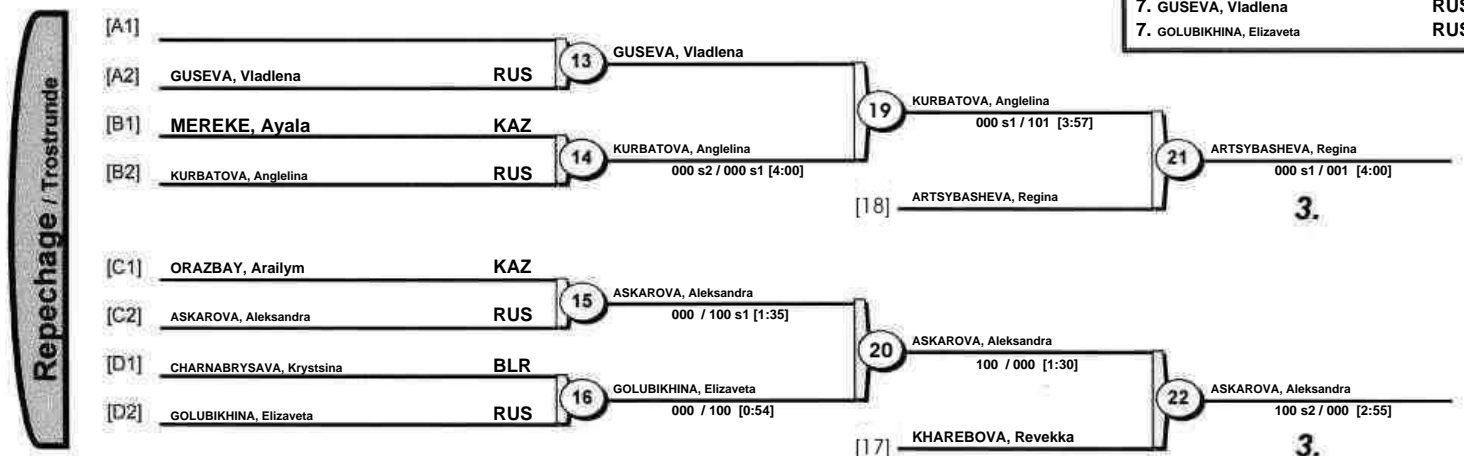 7. GUSEVA, Vladlena RUS
7. GOLUBIKHINA, Elizaveta RUS
Repechage / Trostrunde
[A1]
[A2] GUSEVA, Vladlena RUS
13
GUSEVA, Vladlena
[B1] MEREKE, Ayala KAZ
[B2] KURBATOVA, Anglelina RUS
14
KURBATOVA, Anglelina
000 s2 / 000 s1 [4:00]
19
KURBATOVA, Anglelina
000 s1 / 101 [3:57]
[18] ARTSYBASHEVA, Regina
21
ARTSYBASHEVA, Regina
000 s1 / 001 [4:00]
3.
[C1] ORAZBAY, Arailym KAZ
[C2] ASKAROVA, Aleksandra RUS
15
ASKAROVA, Aleksandra
000 / 100 s1 [1:35]
[D1] CHARNABRYSAVA, Krystsina BLR
[D2] GOLUBIKHINA, Elizaveta RUS
16
GOLUBIKHINA, Elizaveta
000 / 100 [0:54]
20
ASKAROVA, Aleksandra
100 / 000 [1:30]
[17] KHAREBOVA, Revekka
22
ASKAROVA, Aleksandra
100 s2 / 000 [2:55]
3.